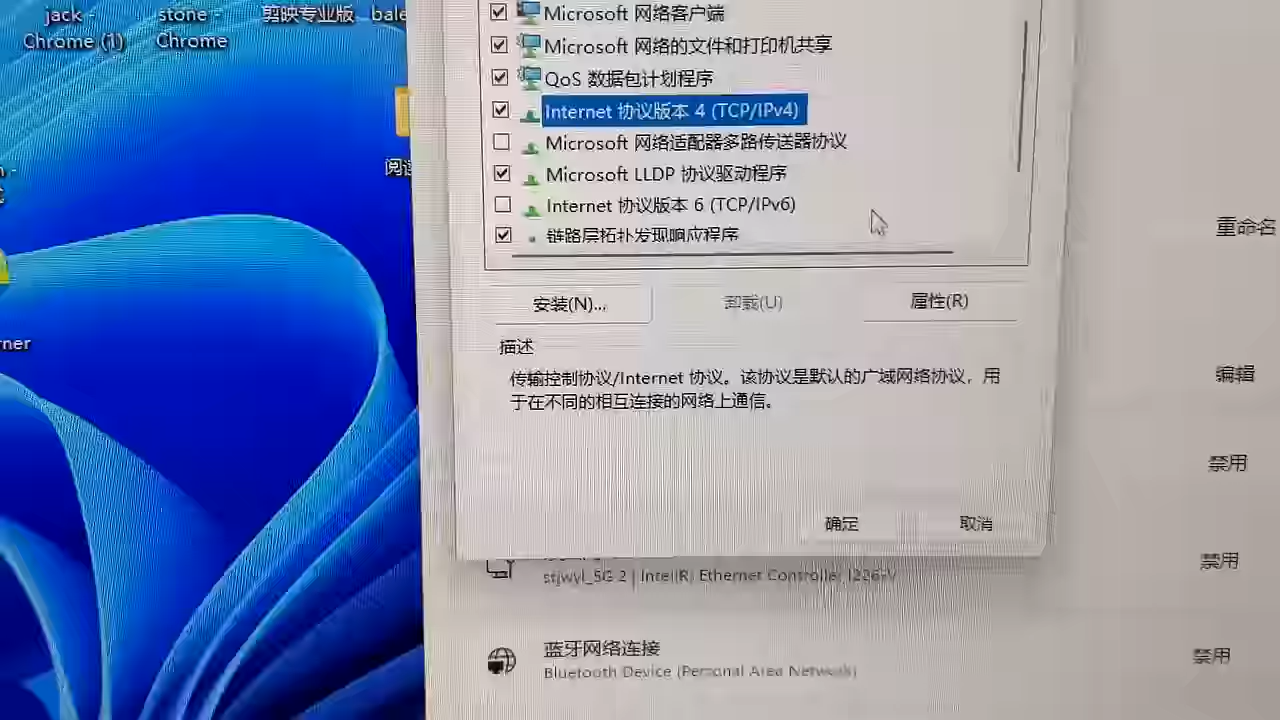 jack -
Chrome (1)
stone -
Chrome
剪映专业版
Microsoft 网络客户端
Microsoft 网络的文件和打印机共享
QoS 数据包计划程序
Internet 协议版本 4 (TCP/IPv4)
Microsoft 网络适配器多路传送器协议
Microsoft LLDP 协议驱动程序
Internet 协议版本 6 (TCP/IPv6)
链路层拓扑发现响应程序
安装(N)...
卸载(U)
属性(R)
描述
传输控制协议/Internet 协议。该协议是默认的广域网络协议，用
于在不同的相互连接的网络上通信。
确定
取消
stjwyl_5G 2 | Intel(R) Ethernet Controller I226-V
蓝牙网络连接
Bluetooth Device (Personal Area Network)
重命名
编辑
禁用
禁用
禁用